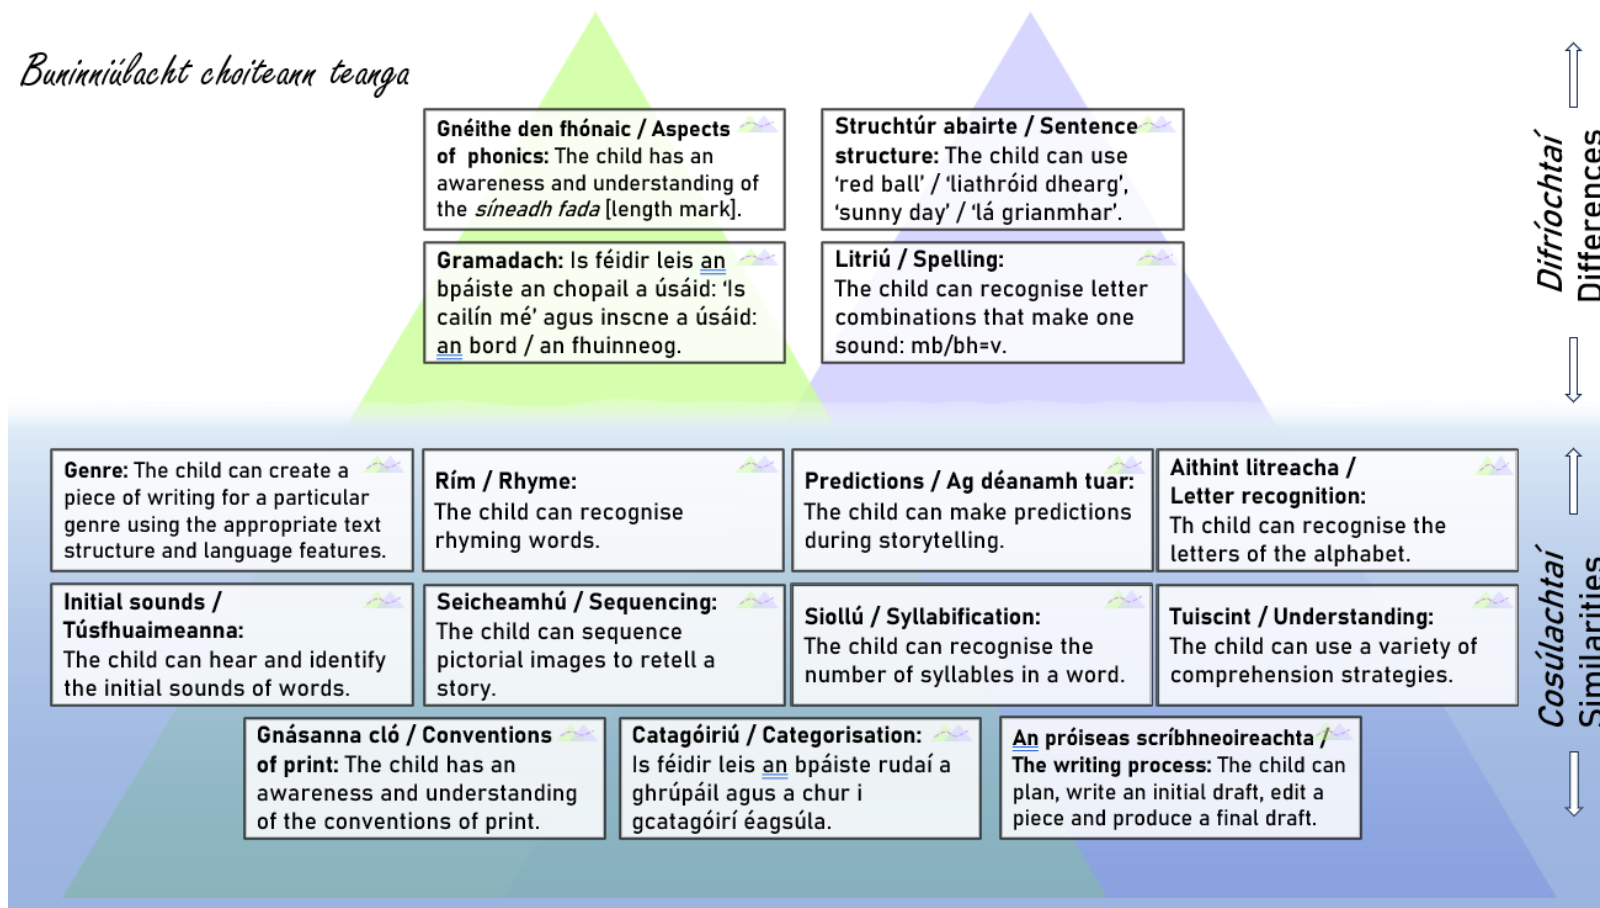 Buninniúlacht choiteann teanga
Gnéithe den fhónaic / Aspects
of phonics: The child has an
awareness and understanding of
the síneadh fada [length mark].
Struchtúr abairte / Sentence
structure: The child can use
‘red ball’ / ‘liathróid dhearg’,
‘sunny day’ / ‘lá grianmhar’.
Gramadach: Is féidir leis an
bpáiste an chopail a úsáid: ‘Is
cailín mé’ agus inscne a úsáid:
an bord / an fhuinneog.
Litriú / Spelling:
The child can recognise letter
combinations that make one
sound: mb/bh=v.
Difríochtaí
Differences
Genre: The child can create a
piece of writing for a particular
genre using the appropriate text
structure and language features.
Rím / Rhyme:
The child can recognise
rhyming words.
Predictions / Ag déanamh tuar:
The child can make predictions
during storytelling.
Aithint litreacha /
Letter recognition:
Th child can recognise the
letters of the alphabet.
Initial sounds /
Túsfhuaimeanna:
The child can hear and identify
the initial sounds of words.
Seicheamhú / Sequencing:
The child can sequence
pictorial images to retell a
story.
Siollú / Syllabification:
The child can recognise the
number of syllables in a word.
Tuiscint / Understanding:
The child can use a variety of
comprehension strategies.
Gnásanna cló / Conventions
of print: The child has an
awareness and understanding
of the conventions of print.
Catagóiriú / Categorisation:
Is féidir leis an bpáiste rudaí a
ghrúpáil agus a chur i
gcatagóirí éagsúla.
An próiseas scríbhneoireachta /
The writing process: The child can
plan, write an initial draft, edit a
piece and produce a final draft.
Cosúlachtaí
Similarities